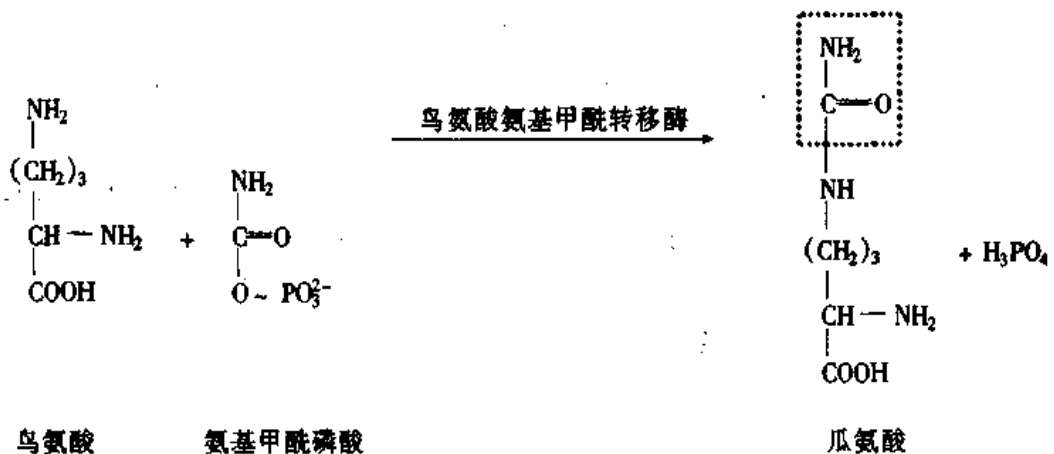 NH₂
(CH₂)₃
CH — NH₂
COOH
+
NH₂
C═O
O ~ PO₃²⁻
鸟氨酸氨基甲酰转移酶
NH₂
C═O
NH
(CH₂)₃
CH — NH₂
COOH
+ H₃PO₄
鸟氨酸
氨基甲酰磷酸
瓜氨酸